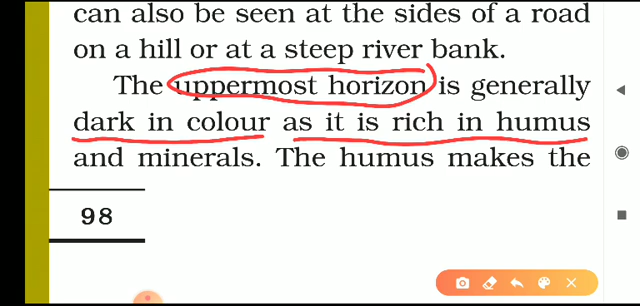 can also be seen at the sides of a road
on a hill or at a steep river bank.
The uppermost horizon is generally
dark in colour as it is rich in humus
and minerals. The humus makes the
98